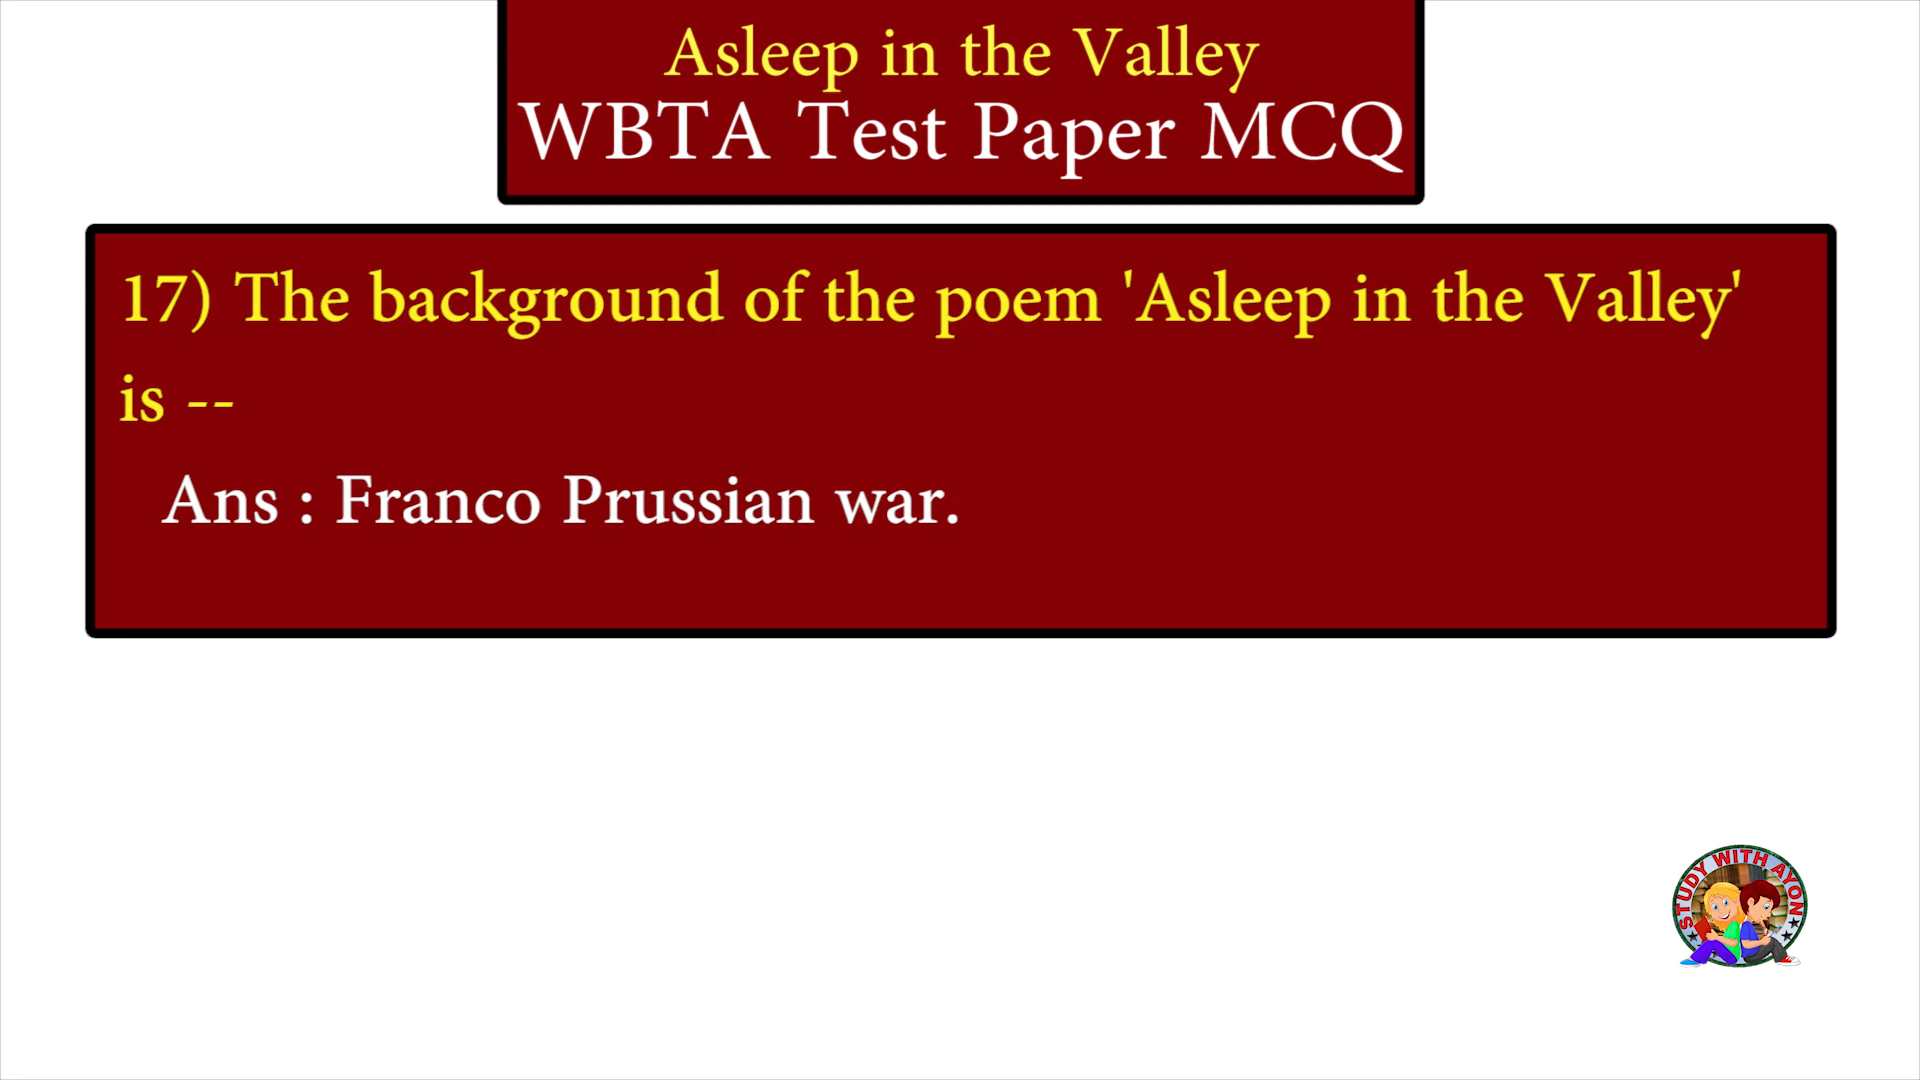 Asleep in the Valley
WBTA Test Paper MCQ
17) The background of the poem 'Asleep in the Valley'
is --
Ans : Franco Prussian war.
STUDY WITH AYON